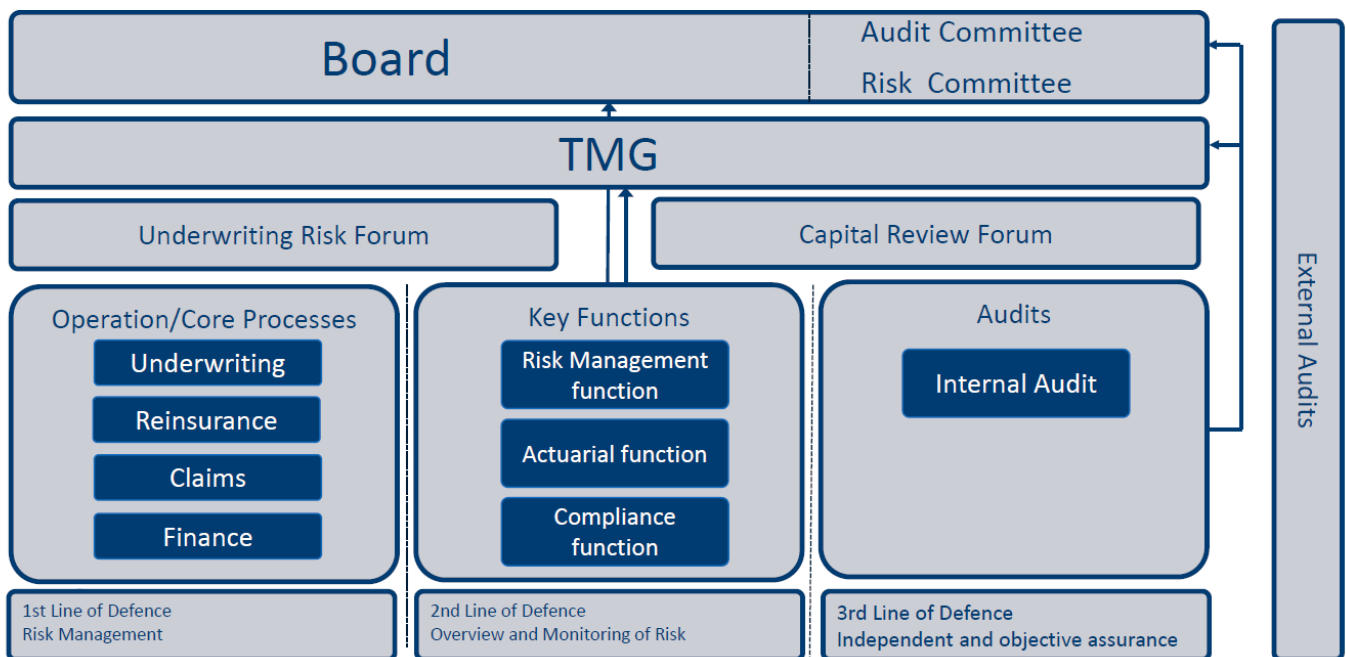 Board
Audit Committee
Risk Committee
TMG
Underwriting Risk Forum
Capital Review Forum
Operation/Core Processes
Underwriting
Reinsurance
Claims
Finance
Key Functions
Risk Management
function
Actuarial function
Compliance
function
Audits
Internal Audit
1st Line of Defence
Risk Management
2nd Line of Defence
Overview and Monitoring of Risk
3rd Line of Defence
Independent and objective assurance
External Audits